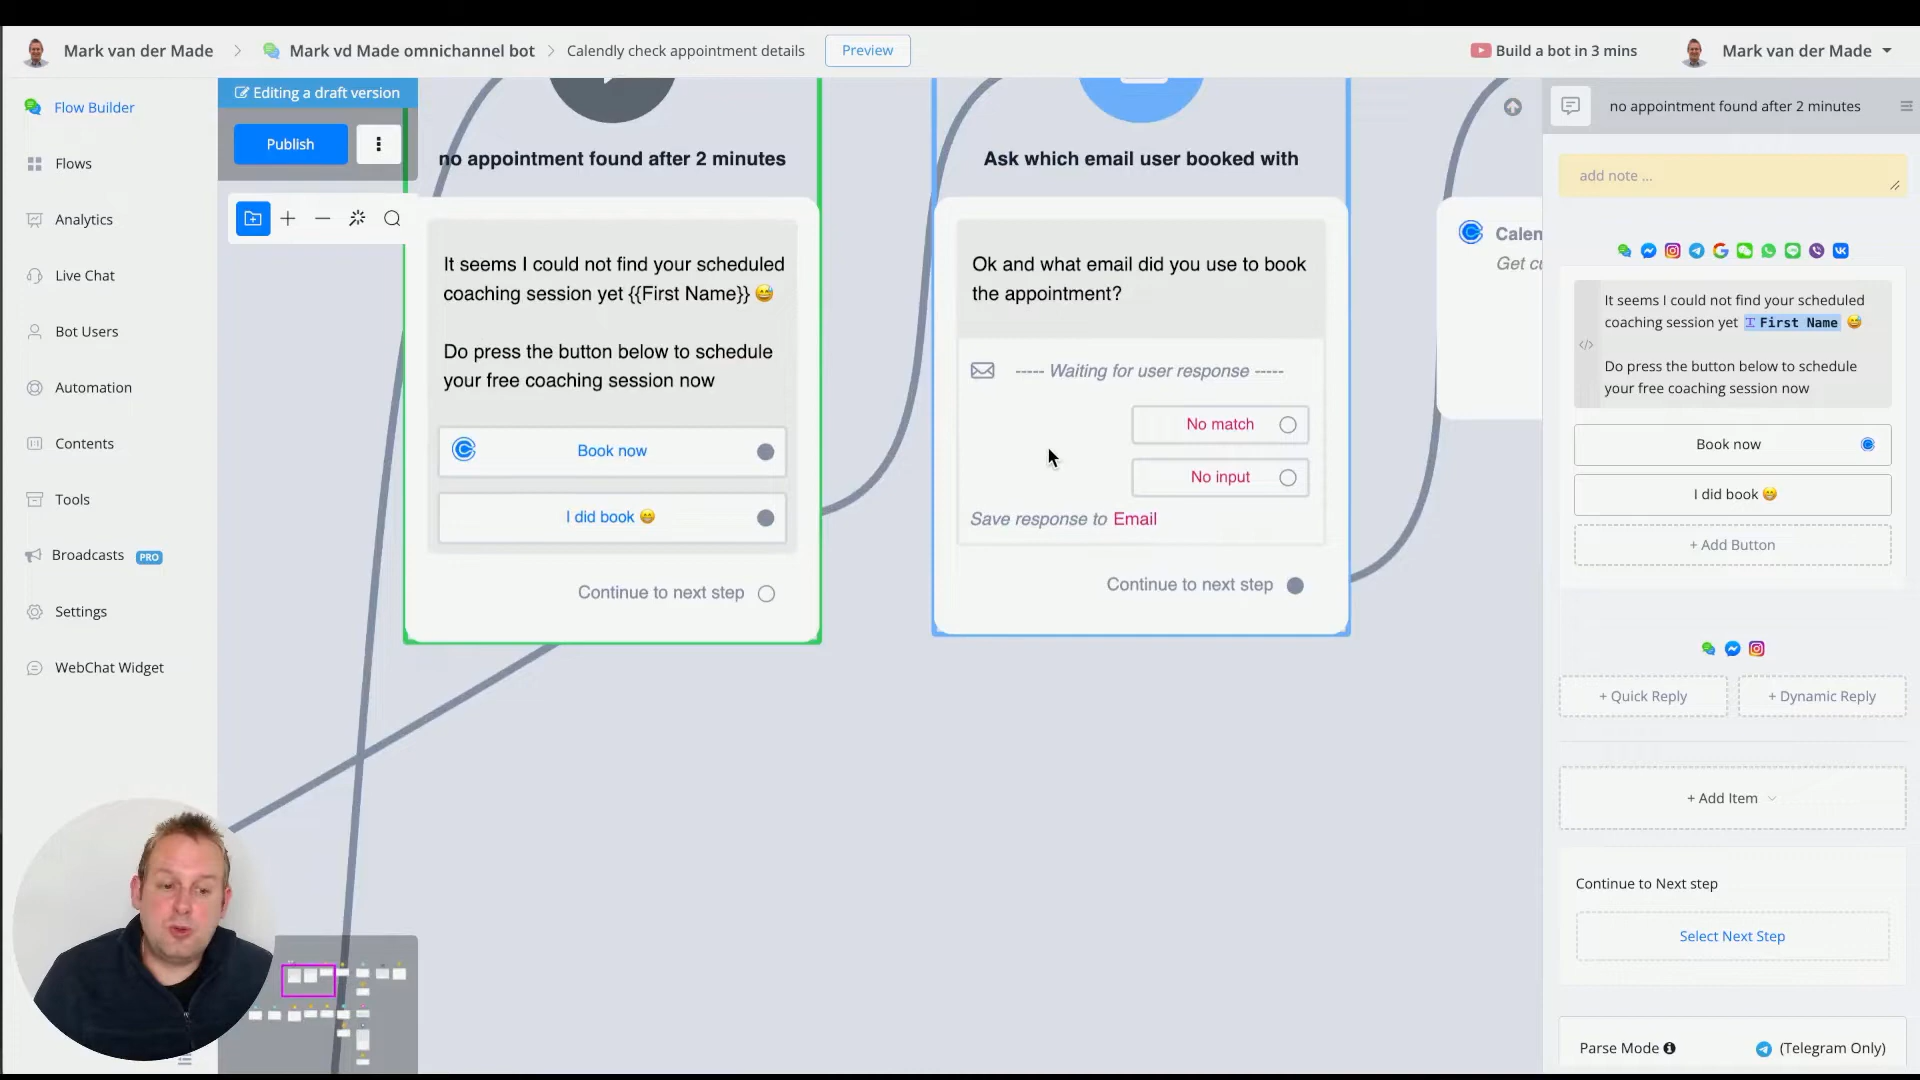 Mark van der Made
Mark vd Made omnichannel bot
Calendly check appointment details
Preview
Build a bot in 3 mins
Mark van der Made
Flow Builder
Flows
Analytics
Live Chat
Bot Users
Automation
Contents
Tools
Broadcasts PRO
Settings
WebChat Widget
Editing a draft version
Publish
no appointment found after 2 minutes
It seems I could not find your scheduled
coaching session yet {{First Name}} 😅
Do press the button below to schedule
your free coaching session now
Book now
I did book 😁
Continue to next step
Ask which email user booked with
Ok and what email did you use to book
the appointment?
----- Waiting for user response -----
No match
No input
Save response to Email
Continue to next step
Calen
Get cu
no appointment found after 2 minutes
add note ...
It seems I could not find your scheduled
coaching session yet First Name 😅
Do press the button below to schedule
your free coaching session now
Book now
I did book 😁
+ Add Button
+ Quick Reply
+ Dynamic Reply
+ Add Item
Continue to Next step
Select Next Step
Parse Mode
(Telegram Only)